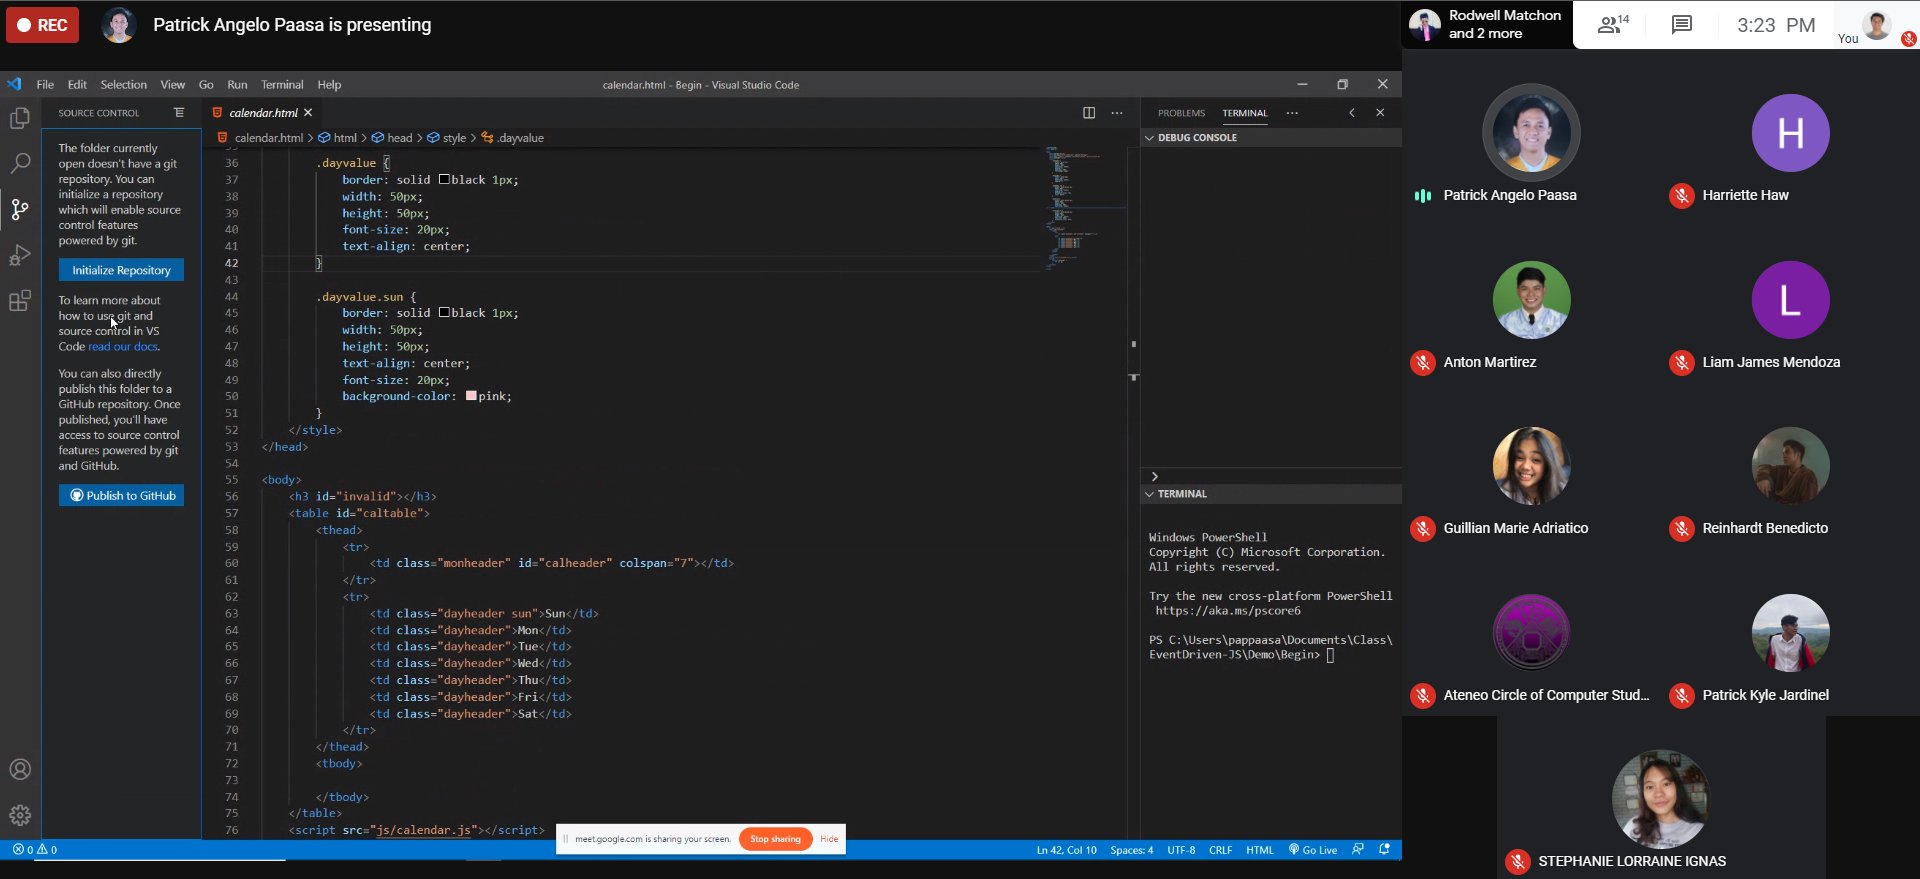 REC
Patrick Angelo Paasa is presenting
Rodwell Matchon
and 2 more
14
3:23 PM
You
File Edit Selection View Go Run Terminal Help
calendar.html - Begin - Visual Studio Code
SOURCE CONTROL
The folder currently
open doesn't have a git
repository. You can
initialize a repository
which will enable source
control features
powered by git.
Initialize Repository
To learn more about
how to use git and
source control in VS
Code read our docs.
You can also directly
publish this folder to a
GitHub repository. Once
published, you'll have
access to source control
features powered by git
and GitHub.
Publish to GitHub
calendar.html
calendar.html > html > head > style > .dayvalue
36 .dayvalue {
37 border: solid black 1px;
38 width: 50px;
39 height: 50px;
40 font-size: 20px;
41 text-align: center;
42 }
43
44 .dayvalue.sun {
45 border: solid black 1px;
46 width: 50px;
47 height: 50px;
48 text-align: center;
49 font-size: 20px;
50 background-color: pink;
51 }
52 </style>
53 </head>
54
55 <body>
56 <h3 id="invalid"></h3>
57 <table id="caltable">
58 <thead>
59 <tr>
60 <td class="monheader" id="calheader" colspan="7"></td>
61 </tr>
62 <tr>
63 <td class="dayheader sun">Sun</td>
64 <td class="dayheader">Mon</td>
65 <td class="dayheader">Tue</td>
66 <td class="dayheader">Wed</td>
67 <td class="dayheader">Thu</td>
68 <td class="dayheader">Fri</td>
69 <td class="dayheader">Sat</td>
70 </tr>
71 </thead>
72 <tbody>
73
74 </tbody>
75 </table>
76 <script src="js/calendar.js"></script>
PROBLEMS TERMINAL
DEBUG CONSOLE
TERMINAL
Windows PowerShell
Copyright (C) Microsoft Corporation.
All rights reserved.
Try the new cross-platform PowerShell
https://aka.ms/pscore6
PS C:\Users\pappaasa\Documents\Class\
EventDriven-JS\Demo\Begin>
meet.google.com is sharing your screen. Stop sharing Hide
0 0
Ln 42, Col 10 Spaces: 4 UTF-8 CRLF HTML Go Live
Patrick Angelo Paasa
H
Harriette Haw
Anton Martirez
L
Liam James Mendoza
Guillian Marie Adriatico
Reinhardt Benedicto
Ateneo Circle of Computer Stud...
Patrick Kyle Jardinel
STEPHANIE LORRAINE IGNAS